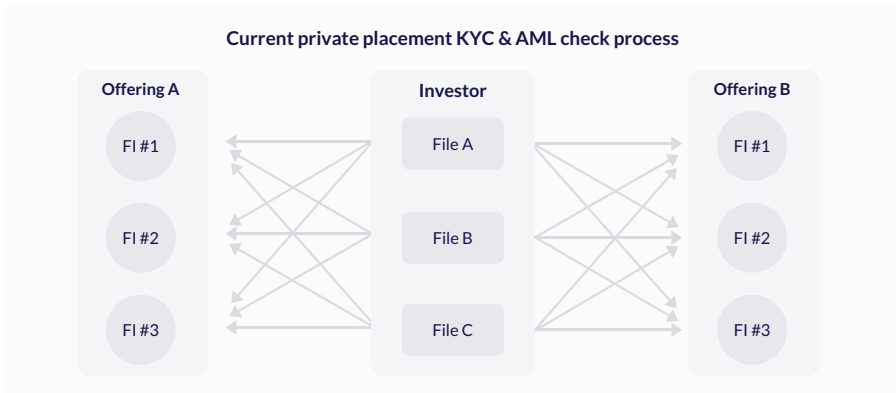 Current private placement KYC & AML check process
Offering A
FI #1
FI #2
FI #3
Investor
File A
File B
File C
Offering B
FI #1
FI #2
FI #3